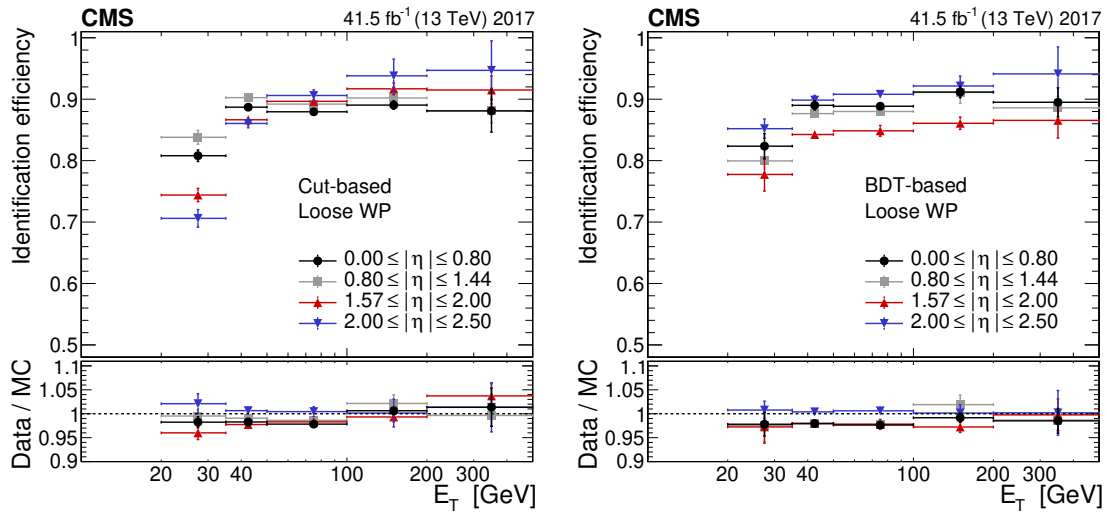 CMS 41.5 fb⁻¹ (13 TeV) 2017
Identification efficiency
1
0.9
0.8
0.7
0.6
0.5
Cut-based
Loose WP
0.00 ≤ | η | ≤ 0.80
0.80 ≤ | η | ≤ 1.44
1.57 ≤ | η | ≤ 2.00
2.00 ≤ | η | ≤ 2.50
Data / MC
1.1
1.05
1
0.95
0.9
20 30 40 100 200 300
E_T [GeV]
CMS 41.5 fb⁻¹ (13 TeV) 2017
Identification efficiency
1
0.9
0.8
0.7
0.6
0.5
BDT-based
Loose WP
0.00 ≤ | η | ≤ 0.80
0.80 ≤ | η | ≤ 1.44
1.57 ≤ | η | ≤ 2.00
2.00 ≤ | η | ≤ 2.50
Data / MC
1.1
1.05
1
0.95
0.9
20 30 40 100 200 300
E_T [GeV]